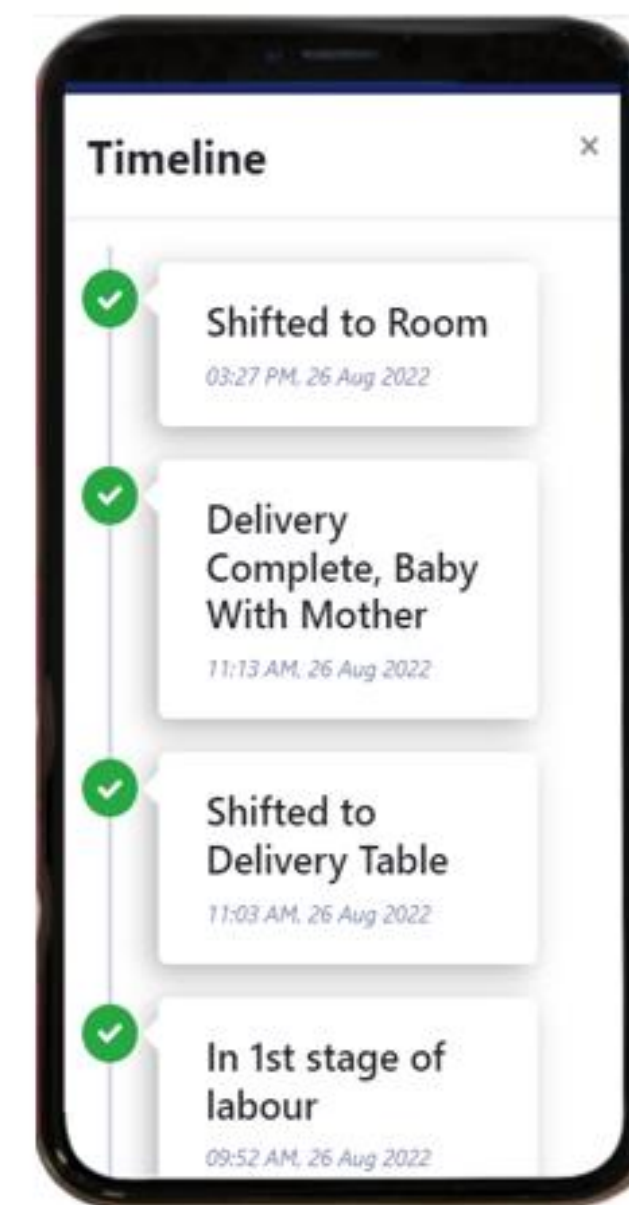 Timeline
×
Shifted to Room
03:27 PM, 26 Aug 2022
Delivery
Complete, Baby
With Mother
11:13 AM, 26 Aug 2022
Shifted to
Delivery Table
11:03 AM, 26 Aug 2022
In 1st stage of
labour
09:52 AM, 26 Aug 2022